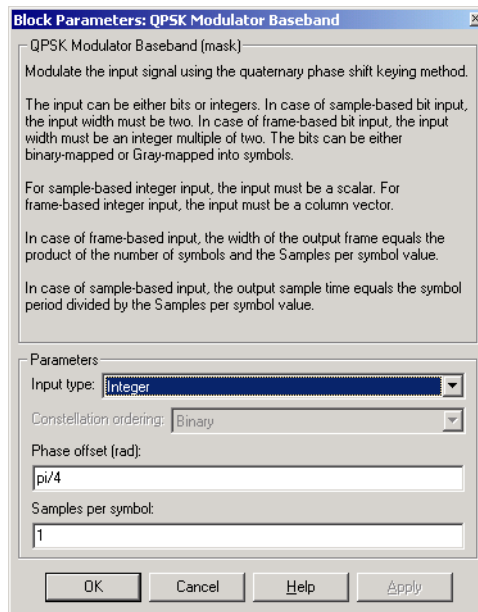 Block Parameters: QPSK Modulator Baseband
QPSK Modulator Baseband (mask)
Modulate the input signal using the quaternary phase shift keying method.
The input can be either bits or integers. In case of sample-based bit input,
the input width must be two. In case of frame-based bit input, the input
width must be an integer multiple of two. The bits can be either
binary-mapped or Gray-mapped into symbols.
For sample-based integer input, the input must be a scalar. For
frame-based integer input, the input must be a column vector.
In case of frame-based input, the width of the output frame equals the
product of the number of symbols and the Samples per symbol value.
In case of sample-based input, the output sample time equals the symbol
period divided by the Samples per symbol value.
Parameters
Input type: Integer
Constellation ordering: Binary
Phase offset (rad):
pi/4
Samples per symbol:
1
OK Cancel Help Apply